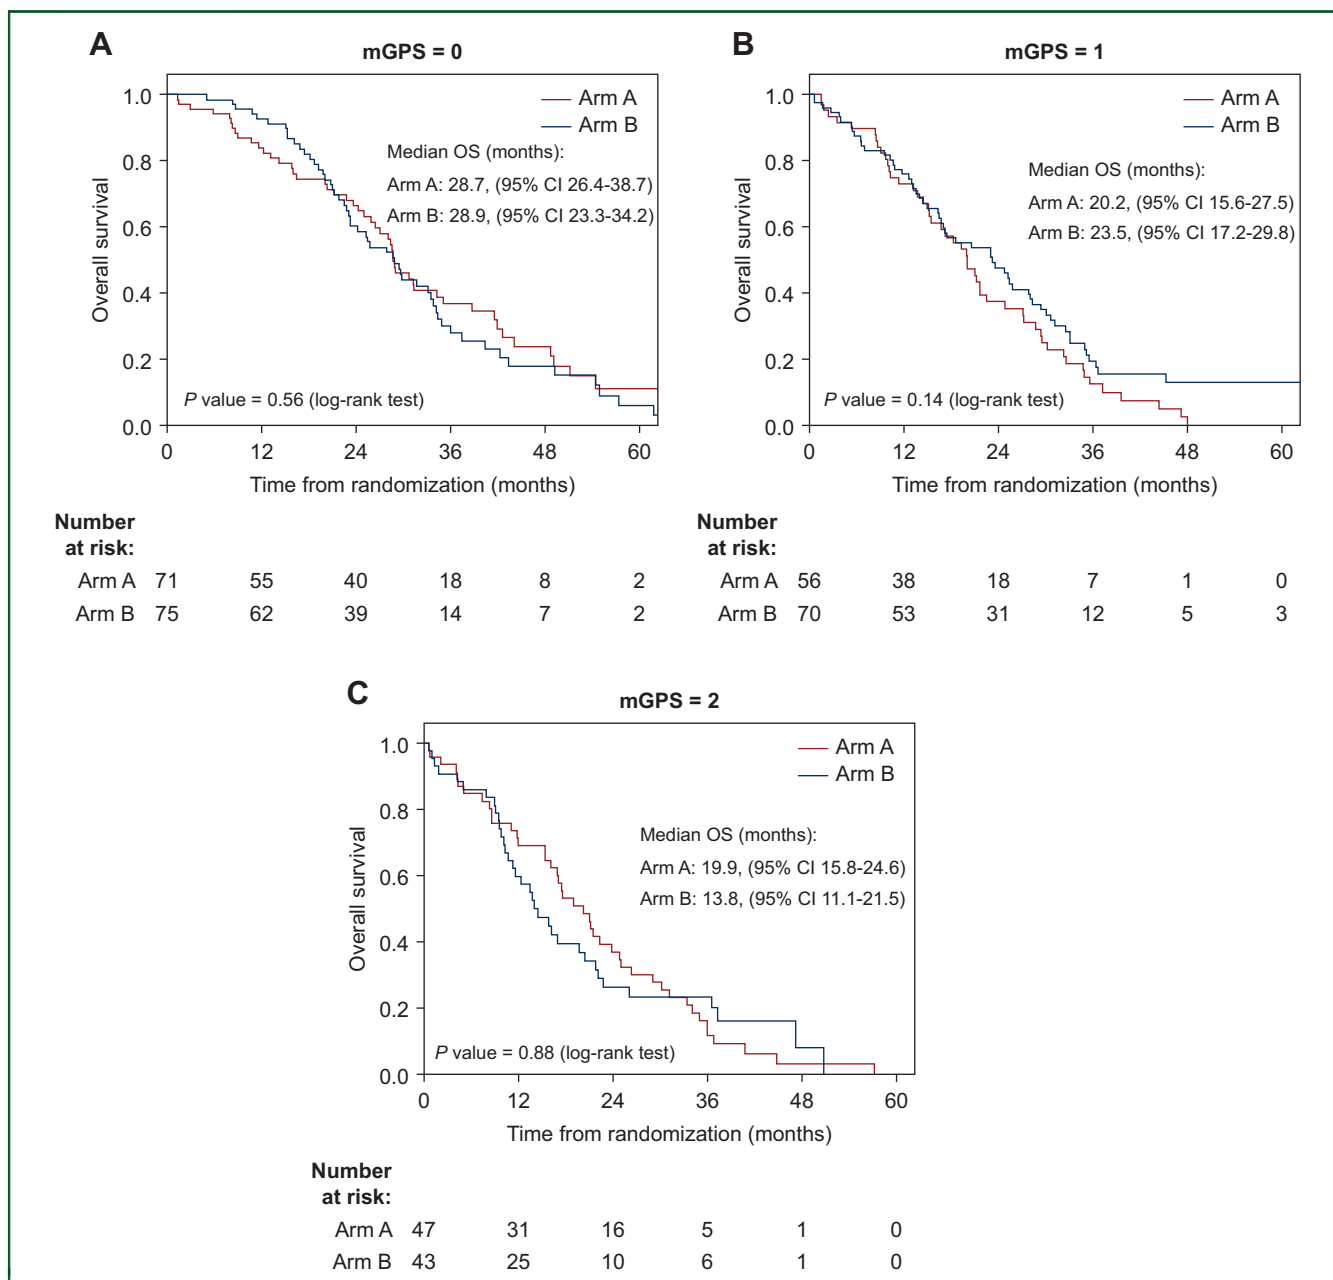 A
mGPS = 0
1.0
0.8
0.6
0.4
0.2
0.0
Overall survival
Arm A
Arm B
Median OS (months):
Arm A: 28.7, (95% CI 26.4-38.7)
Arm B: 28.9, (95% CI 23.3-34.2)
P value = 0.56 (log-rank test)
0 12 24 36 48 60
Time from randomization (months)
Number
at risk:
Arm A 71 55 40 18 8 2
Arm B 75 62 39 14 7 2
B
mGPS = 1
1.0
0.8
0.6
0.4
0.2
0.0
Overall survival
Arm A
Arm B
Median OS (months):
Arm A: 20.2, (95% CI 15.6-27.5)
Arm B: 23.5, (95% CI 17.2-29.8)
P value = 0.14 (log-rank test)
0 12 24 36 48 60
Time from randomization (months)
Number
at risk:
Arm A 56 38 18 7 1 0
Arm B 70 53 31 12 5 3
C
mGPS = 2
1.0
0.8
0.6
0.4
0.2
0.0
Overall survival
Arm A
Arm B
Median OS (months):
Arm A: 19.9, (95% CI 15.8-24.6)
Arm B: 13.8, (95% CI 11.1-21.5)
P value = 0.88 (log-rank test)
0 12 24 36 48 60
Time from randomization (months)
Number
at risk:
Arm A 47 31 16 5 1 0
Arm B 43 25 10 6 1 0